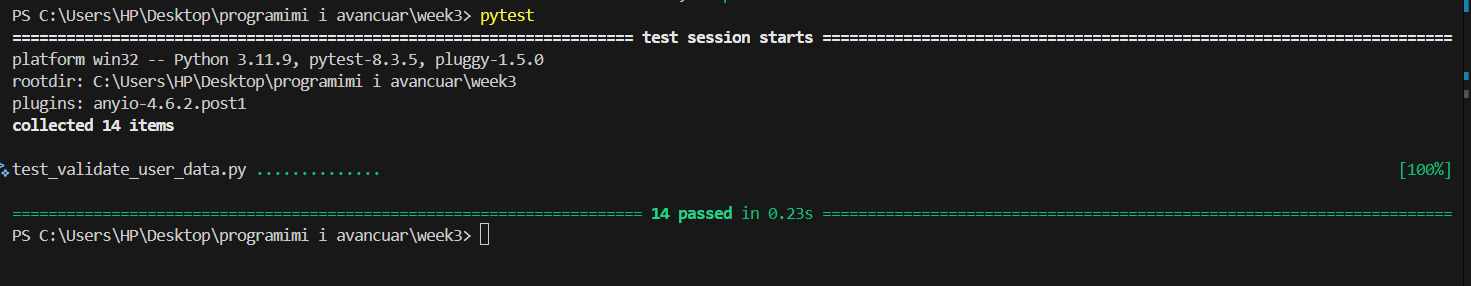 PS C:\Users\HP\Desktop\programimi i avancuar\week3> pytest
======================================================================= test session starts =======================================================================
platform win32 -- Python 3.11.9, pytest-8.3.5, pluggy-1.5.0
rootdir: C:\Users\HP\Desktop\programimi i avancuar\week3
plugins: anyio-4.6.2.post1
collected 14 items
test_validate_user_data.py .............. [100%]
======================================================================= 14 passed in 0.23s =======================================================================
PS C:\Users\HP\Desktop\programimi i avancuar\week3>